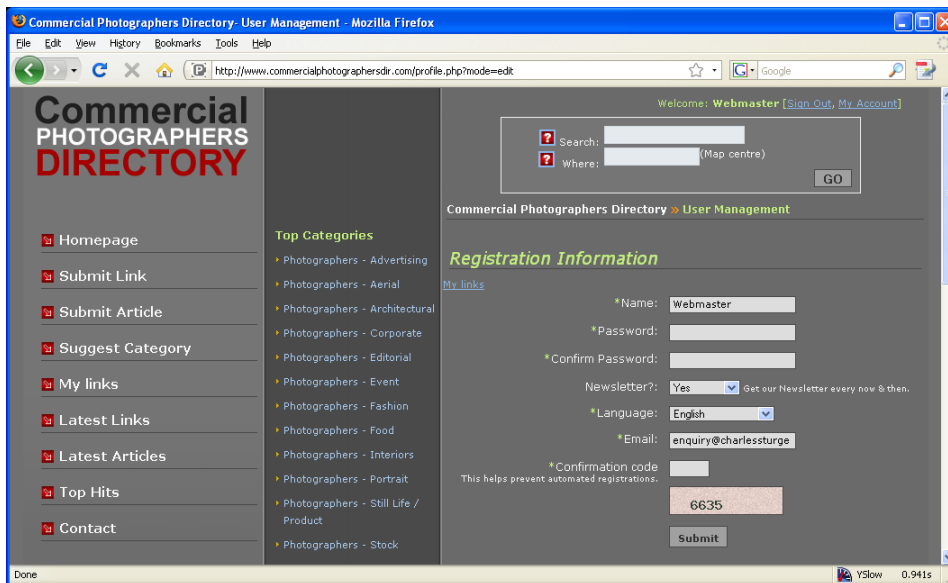 Commercial Photographers Directory- User Management - Mozilla Firefox
File Edit View History Bookmarks Tools Help
http://www.commercialphotographersdir.com/profile.php?mode=edit
Google
Commercial
PHOTOGRAPHERS
DIRECTORY
Welcome: Webmaster [Sign Out, My Account]
? Search:
? Where: (Map centre)
GO
Commercial Photographers Directory » User Management
Homepage
Submit Link
Submit Article
Suggest Category
My links
Latest Links
Latest Articles
Top Hits
Contact
Top Categories
Photographers - Advertising
Photographers - Aerial
Photographers - Architectural
Photographers - Corporate
Photographers - Editorial
Photographers - Event
Photographers - Fashion
Photographers - Food
Photographers - Interiors
Photographers - Portrait
Photographers - Still Life /
Product
Photographers - Stock
Registration Information
My links
*Name: Webmaster
*Password:
*Confirm Password:
Newsletter?: Yes Get our Newsletter every now & then.
*Language: English
*Email: enquiry@charlessturge
*Confirmation code
This helps prevent automated registrations.
6635
Submit
Done
YSlow 0.941s